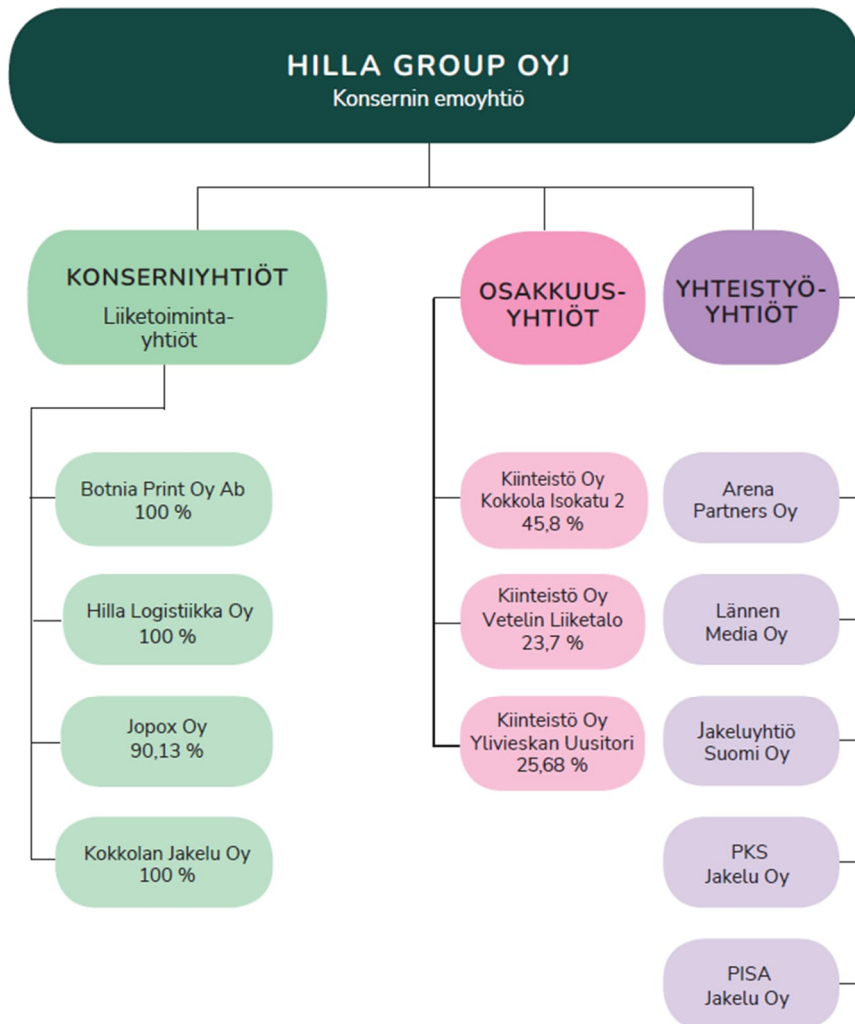 HILLA GROUP OYJ
Konsernin emoyhtiö
KONSERNIYHTIÖT
Liiketoiminta-
yhtiöt
Botnia Print Oy Ab
100 %
Hilla Logistiikka Oy
100 %
Jopox Oy
90,13 %
Kokkolan Jakelu Oy
100 %
OSAKKUUS-
YHTIÖT
Kiinteistö Oy
Kokkola Isokatu 2
45,8 %
Kiinteistö Oy
Vetelin Liiketalo
23,7 %
Kiinteistö Oy
Ylivieskan Uusitori
25,68 %
YHTEISTYÖ-
YHTIÖT
Arena
Partners Oy
Lännen
Media Oy
Jakeluyhtiö
Suomi Oy
PKS
Jakelu Oy
PISA
Jakelu Oy